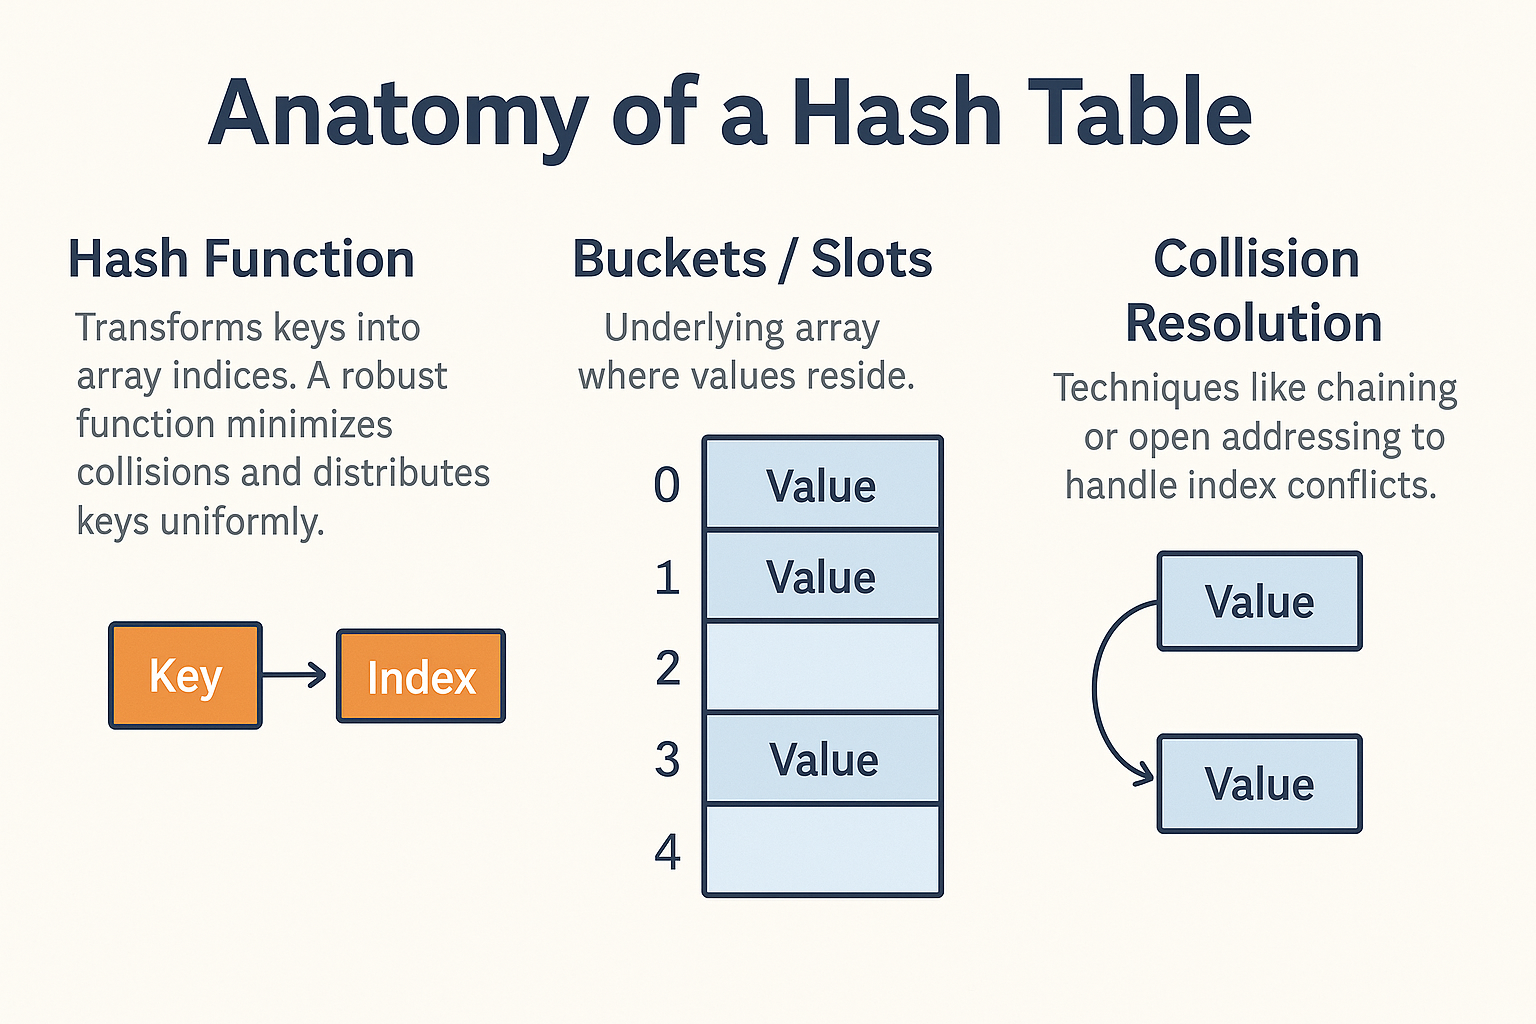 Anatomy of a Hash Table
Hash Function
Transforms keys into
array indices. A robust
function minimizes
collisions and distributes
keys uniformly.
Key
Index
Buckets / Slots
Underlying array
where values reside.
0
Value
1
Value
2
3
Value
4
Collision
Resolution
Techniques like chaining
or open addressing to
handle index conflicts.
Value
Value